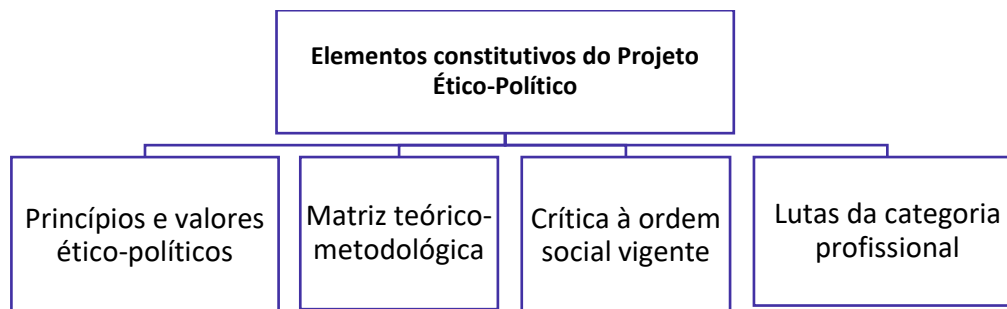 Elementos constitutivos do Projeto
Ético-Político
Princípios e valores
ético-políticos
Matriz teórico-
metodológica
Crítica à ordem
social vigente
Lutas da categoria
profissional